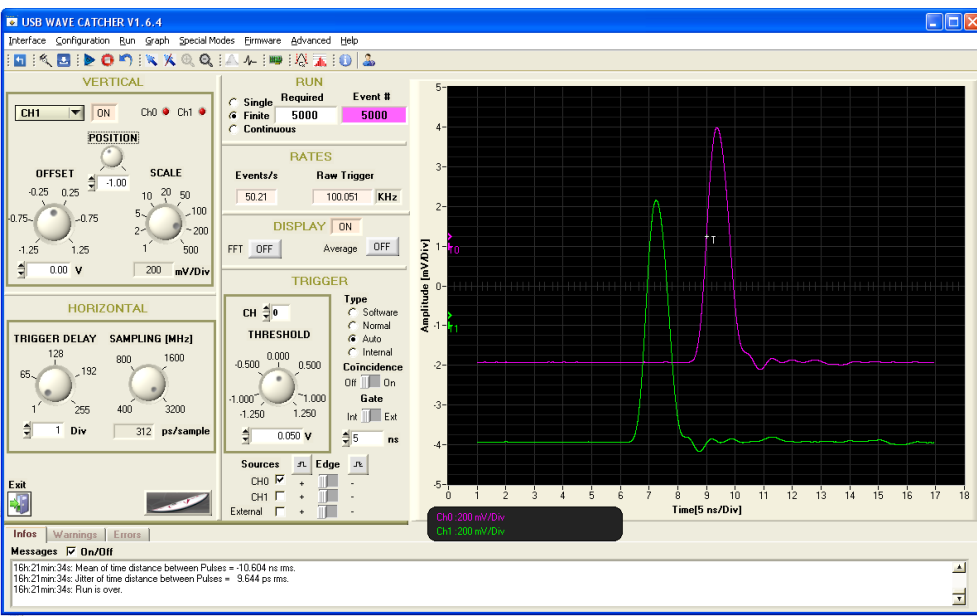 USB WAVE CATCHER V1.6.4
Interface Configuration Run Graph Special Modes Firmware Advanced Help
VERTICAL
CH1 ON Ch0 Ch1
POSITION
-1.00
OFFSET
-0.25 0.25
-0.75 -0.75
-1.25 1.25
0.00 V
SCALE
10 20 50
5 -100
2 -200
1 500
200 mV/Div
HORIZONTAL
TRIGGER DELAY
128
65 -192
1 255
1 Div
SAMPLING [MHz]
800 1600
400 3200
312 ps/sample
Exit
RUN
Single
Finite
Continuous
Required
5000
Event #
5000
RATES
Events/s
50.21
Raw Trigger
100.051 KHz
DISPLAY ON
FFT OFF Average OFF
TRIGGER
CH 0
THRESHOLD
0.000
-0.500 0.500
-1.000 1.000
-1.250 1.250
0.050 V
Type
Software
Normal
Auto
Internal
Coincidence
Off On
Gate
Int Ext
5 ns
Sources Edge
CH0 + -
CH1 + -
External + -
Amplitude [mV/Div]
5
4
3
2
1
0
-1
-2
-3
-4
-5
T0
T1
T
0 1 2 3 4 5 6 7 8 9 10 11 12 13 14 15 16 17 18
Time[5 ns/Div]
Ch0 :200 mV/Div
Ch1 :200 mV/Div
Infos Warnings Errors
Messages On/Off
16h:21min:34s: Mean of time distance between Pulses = -10.604 ns rms.
16h:21min:34s: Jitter of time distance between Pulses = 9.644 ps rms.
16h:21min:34s: Run is over.